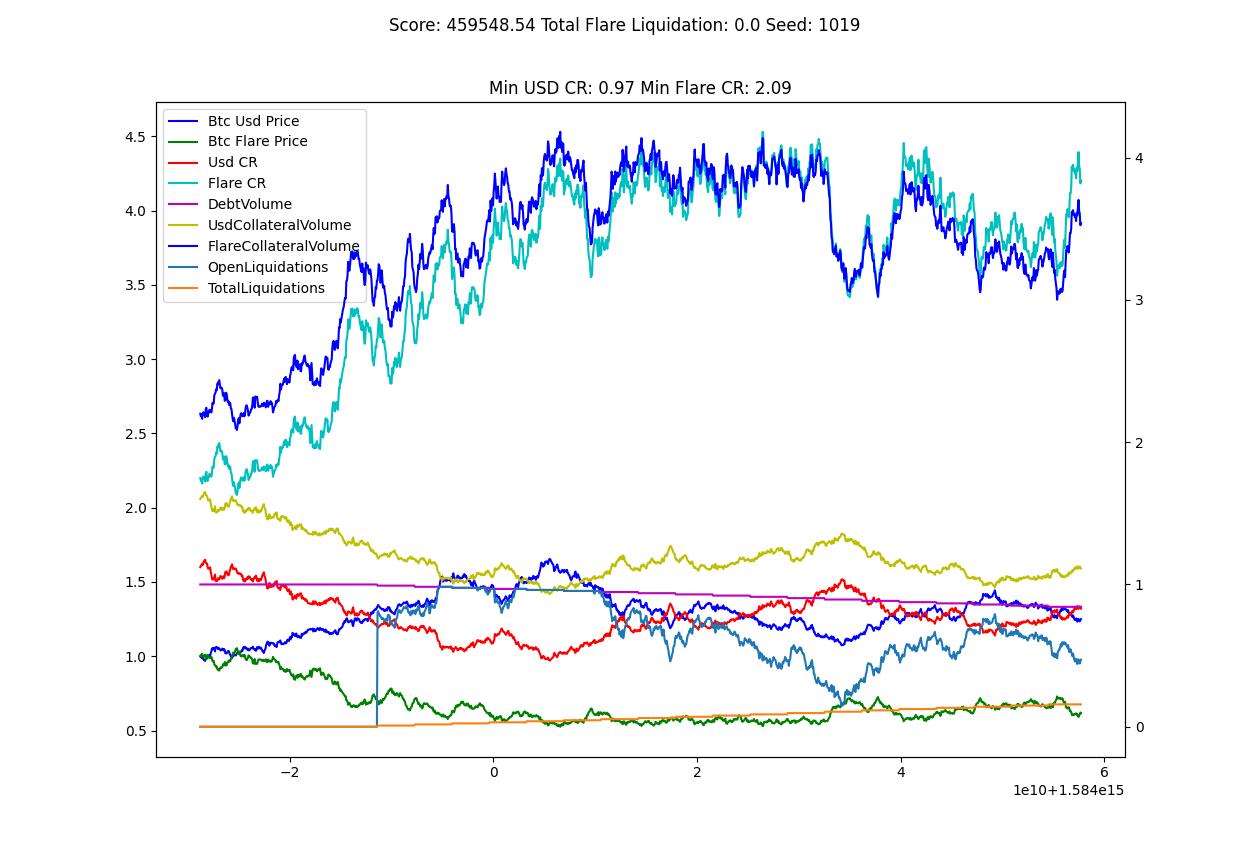 Score: 459548.54 Total Flare Liquidation: 0.0 Seed: 1019
Min USD CR: 0.97 Min Flare CR: 2.09
Btc Usd Price
Btc Flare Price
Usd CR
Flare CR
DebtVolume
UsdCollateralVolume
FlareCollateralVolume
OpenLiquidations
TotalLiquidations
4.5
4.0
3.5
3.0
2.5
2.0
1.5
1.0
0.5
4
3
2
1
0
−2
0
2
4
6
1e10+1.584e15